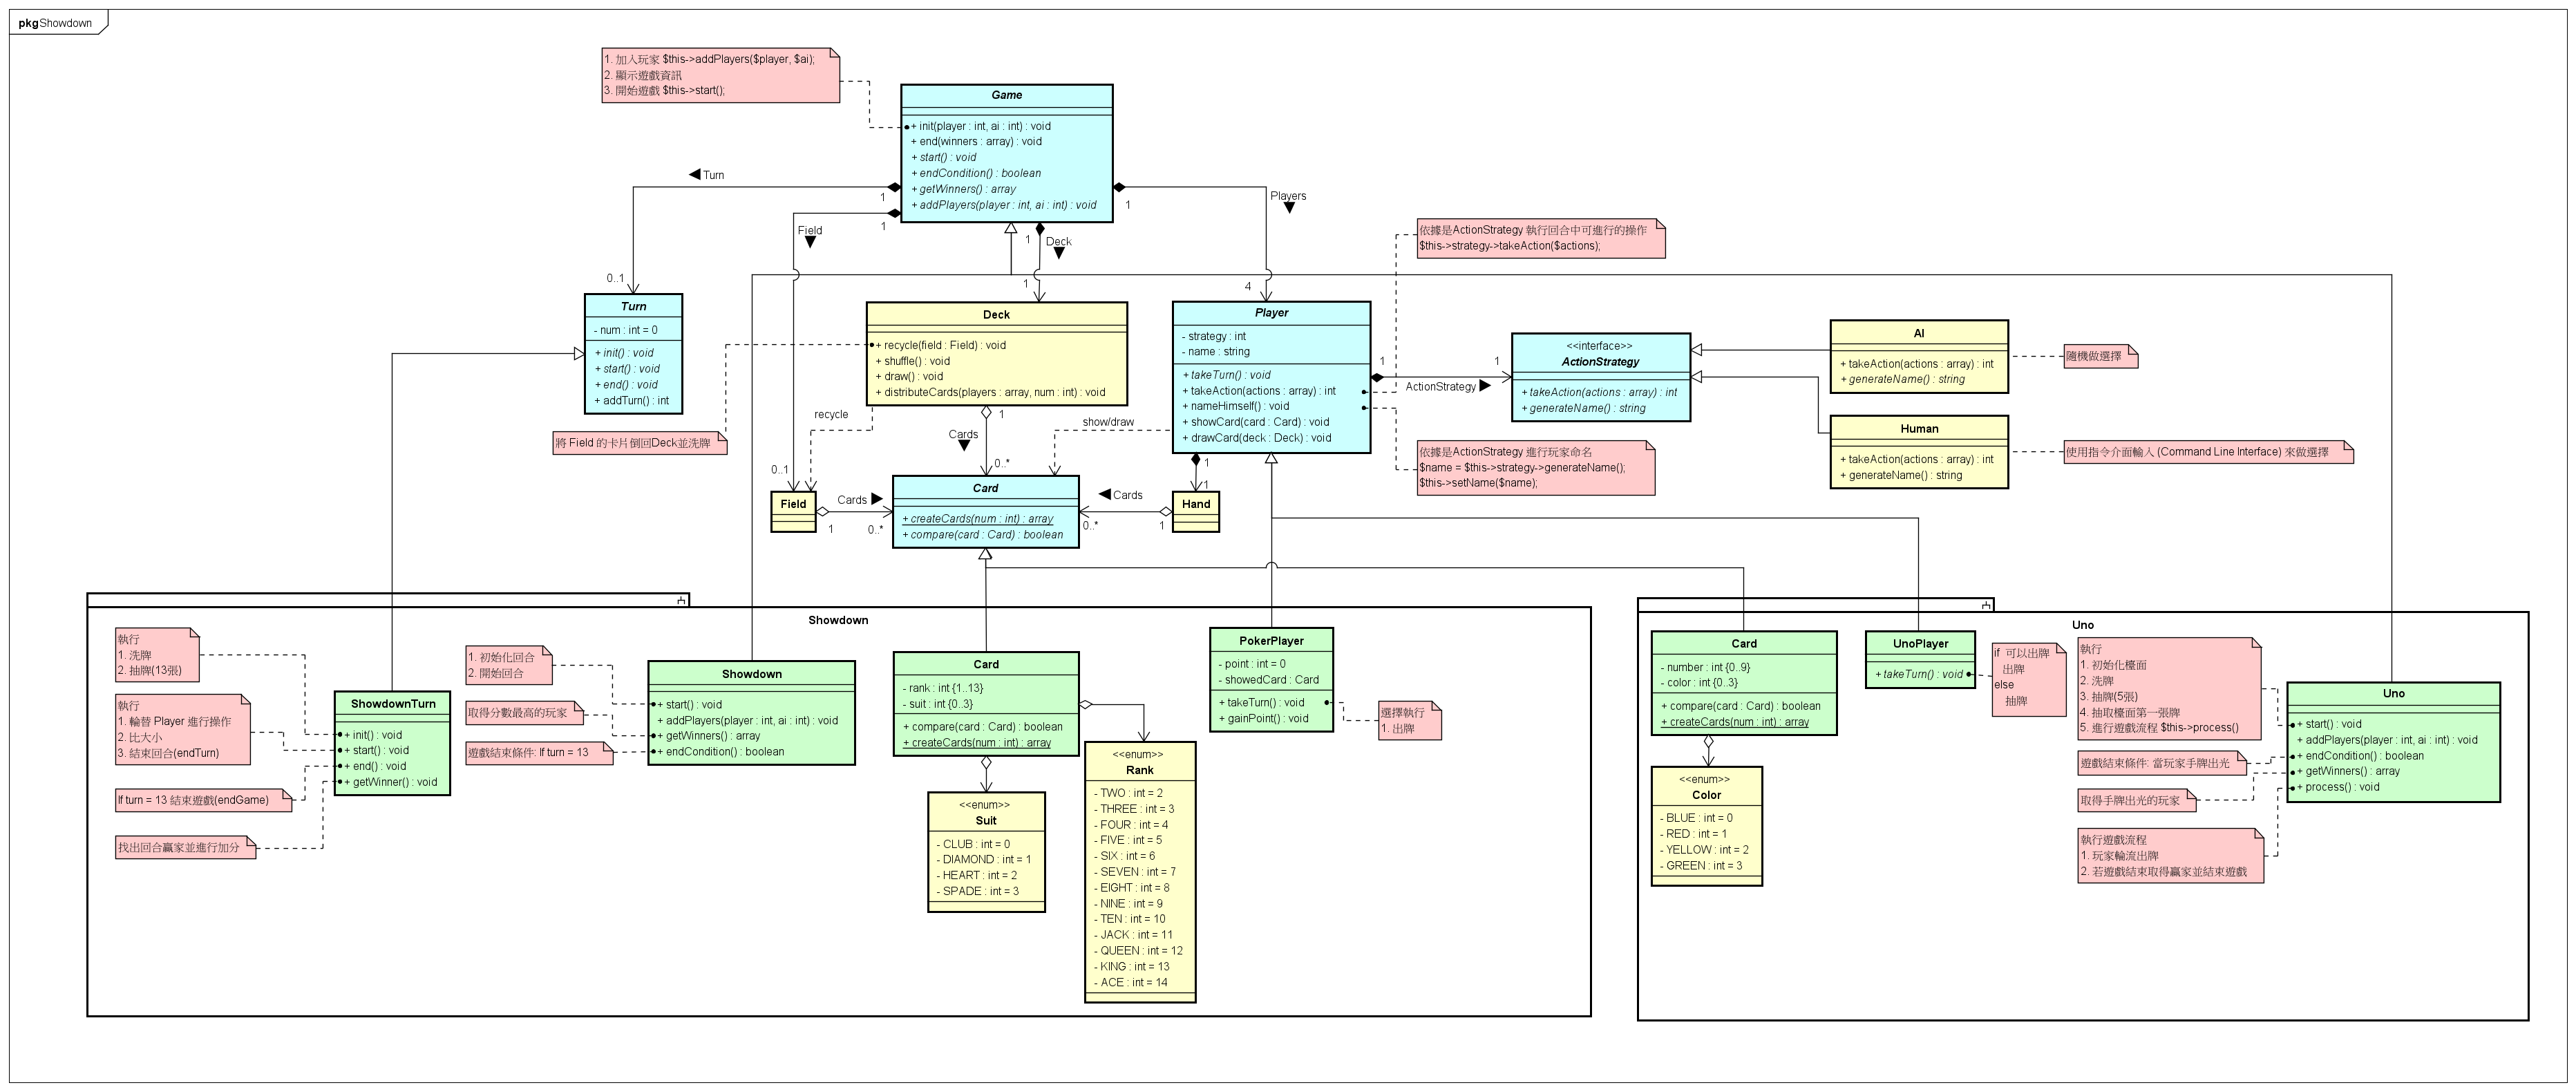 pkg Showdown
1. 加入玩家 $this->addPlayers($player, $ai);
2. 顯示遊戲資訊
3. 開始遊戲 $this->start();
Game
+ init(player : int, ai : int) : void
+ end(winners : array) : void
+ start() : void
+ endCondition() : boolean
+ getWinners() : array
+ addPlayers(player : int, ai : int) : void
Turn
1
1
Field
1
Deck
1
Players
0..1
1
4
依據是ActionStrategy 執行回合中可進行的操作
$this->strategy->takeAction($actions);
Turn
- num : int = 0
+ init() : void
+ start() : void
+ end() : void
+ addTurn() : int
Deck
+ recycle(field : Field) : void
+ shuffle() : void
+ draw() : void
+ distributeCards(players : array, num : int) : void
Player
- strategy : int
- name : string
+ takeTurn() : void
+ takeAction(actions : array) : int
+ nameHimself() : void
+ showCard(card : Card) : void
+ drawCard(deck : Deck) : void
1
1
ActionStrategy
<<interface>>
ActionStrategy
+ takeAction(actions : array) : int
+ generateName() : string
AI
+ takeAction(actions : array) : int
+ generateName() : string
隨機做選擇
Human
+ takeAction(actions : array) : int
+ generateName() : string
使用指令介面輸入 (Command Line Interface) 來做選擇
將 Field 的卡片倒回Deck並洗牌
recycle
1
Cards
0..*
show/draw
依據是ActionStrategy 進行玩家命名
$name = $this->strategy->generateName();
$this->setName($name);
0..1
1
1
Field
Cards
1
0..*
Card
+ createCards(num : int) : array
+ compare(card : Card) : boolean
Cards
0..*
1
Hand
Showdown
執行
1. 洗牌
2. 抽牌(13張)
執行
1. 輪替 Player 進行操作
2. 比大小
3. 結束回合(endTurn)
If turn = 13 結束遊戲(endGame)
找出回合贏家並進行加分
ShowdownTurn
+ init() : void
+ start() : void
+ end() : void
+ getWinner() : void
1. 初始化回合
2. 開始回合
取得分數最高的玩家
遊戲結束條件: If turn = 13
Showdown
+ start() : void
+ addPlayers(player : int, ai : int) : void
+ getWinners() : array
+ endCondition() : boolean
Card
- rank : int {1..13}
- suit : int {0..3}
+ compare(card : Card) : boolean
+ createCards(num : int) : array
<<enum>>
Suit
- CLUB : int = 0
- DIAMOND : int = 1
- HEART : int = 2
- SPADE : int = 3
<<enum>>
Rank
- TWO : int = 2
- THREE : int = 3
- FOUR : int = 4
- FIVE : int = 5
- SIX : int = 6
- SEVEN : int = 7
- EIGHT : int = 8
- NINE : int = 9
- TEN : int = 10
- JACK : int = 11
- QUEEN : int = 12
- KING : int = 13
- ACE : int = 14
PokerPlayer
- point : int = 0
- showedCard : Card
+ takeTurn() : void
+ gainPoint() : void
選擇執行
1. 出牌
Uno
Card
- number : int {0..9}
- color : int {0..3}
+ compare(card : Card) : boolean
+ createCards(num : int) : array
<<enum>>
Color
- BLUE : int = 0
- RED : int = 1
- YELLOW : int = 2
- GREEN : int = 3
UnoPlayer
+ takeTurn() : void
if 可以出牌
出牌
else
抽牌
執行
1. 初始化檯面
2. 洗牌
3. 抽牌(5張)
4. 抽取檯面第一張牌
5. 進行遊戲流程 $this->process()
遊戲結束條件: 當玩家手牌出光
取得手牌出光的玩家
執行遊戲流程
1. 玩家輪流出牌
2. 若遊戲結束取得贏家並結束遊戲
Uno
+ start() : void
+ addPlayers(player : int, ai : int) : void
+ endCondition() : boolean
+ getWinners() : array
+ process() : void